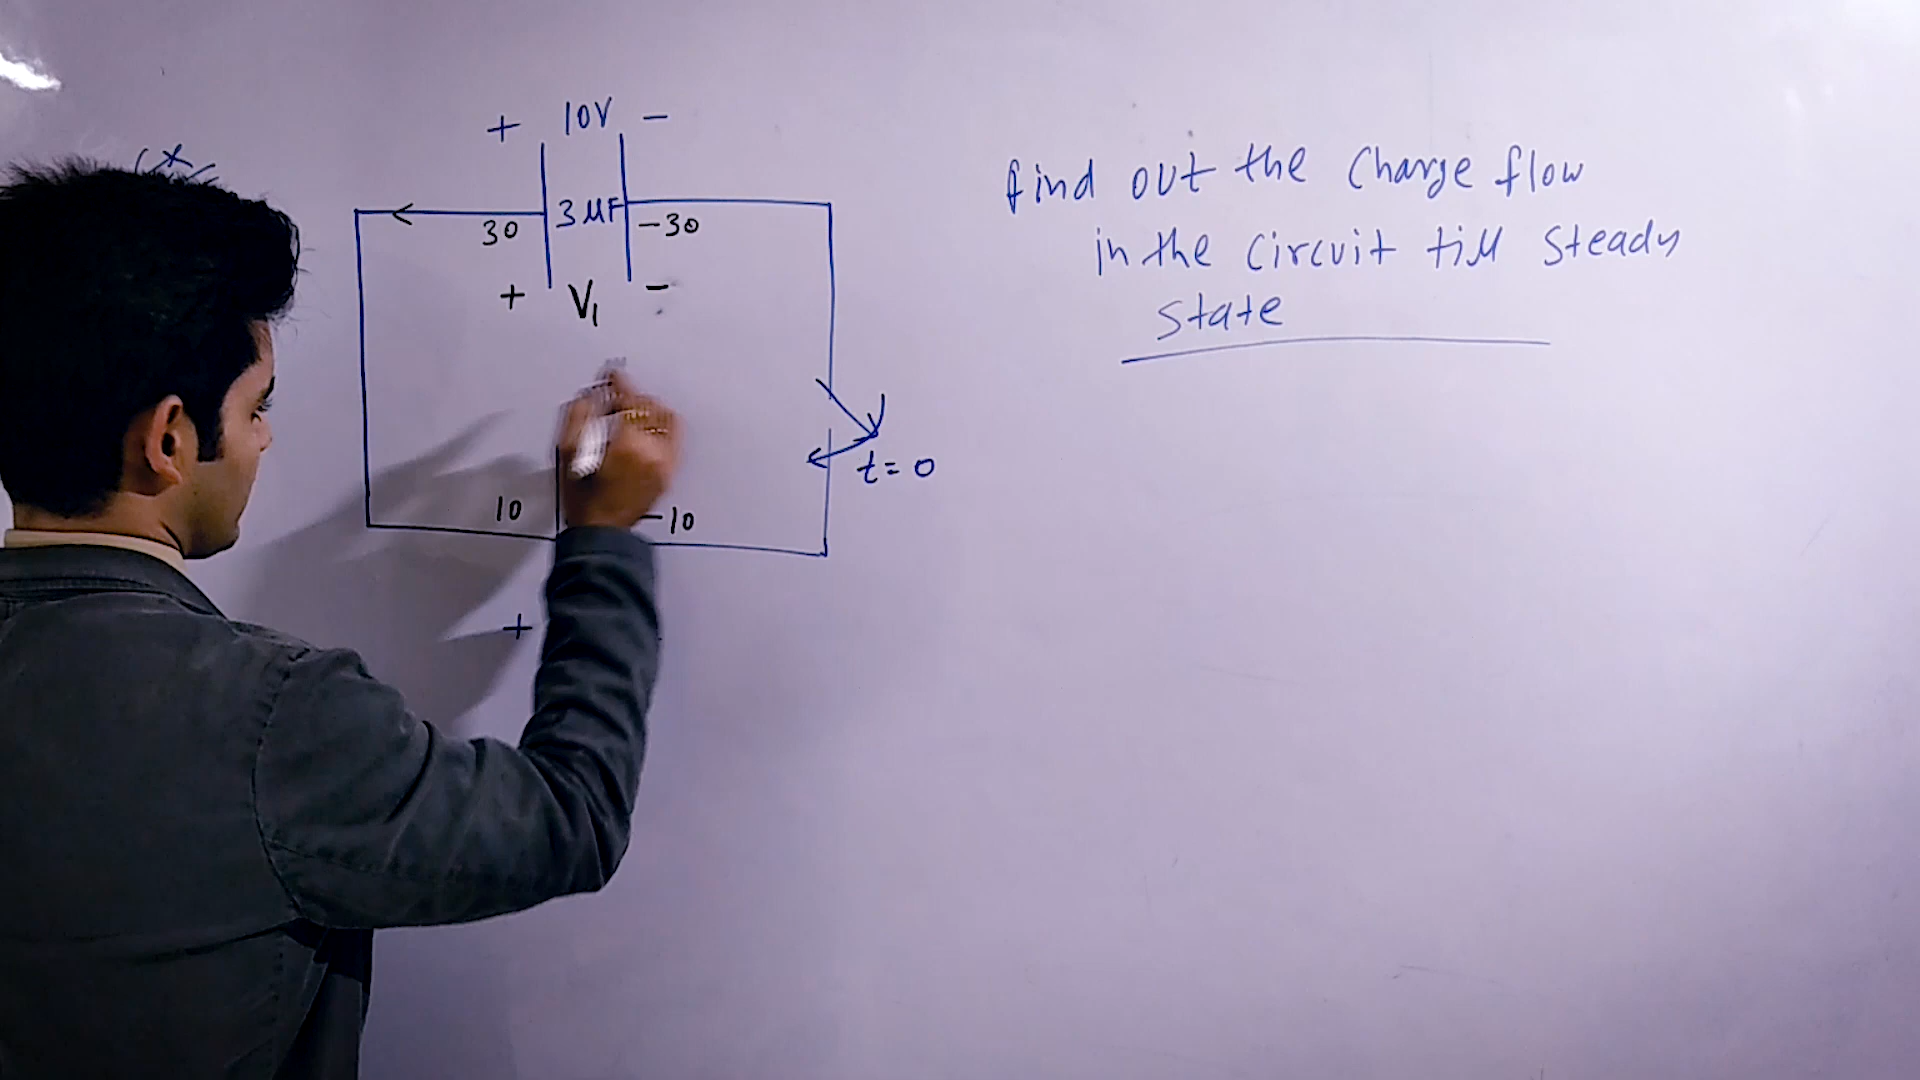 + 10V −
30 3 μF −30
+ V₁ −
t = 0
10 −10
+
find out the charge flow
in the circuit till steady
state